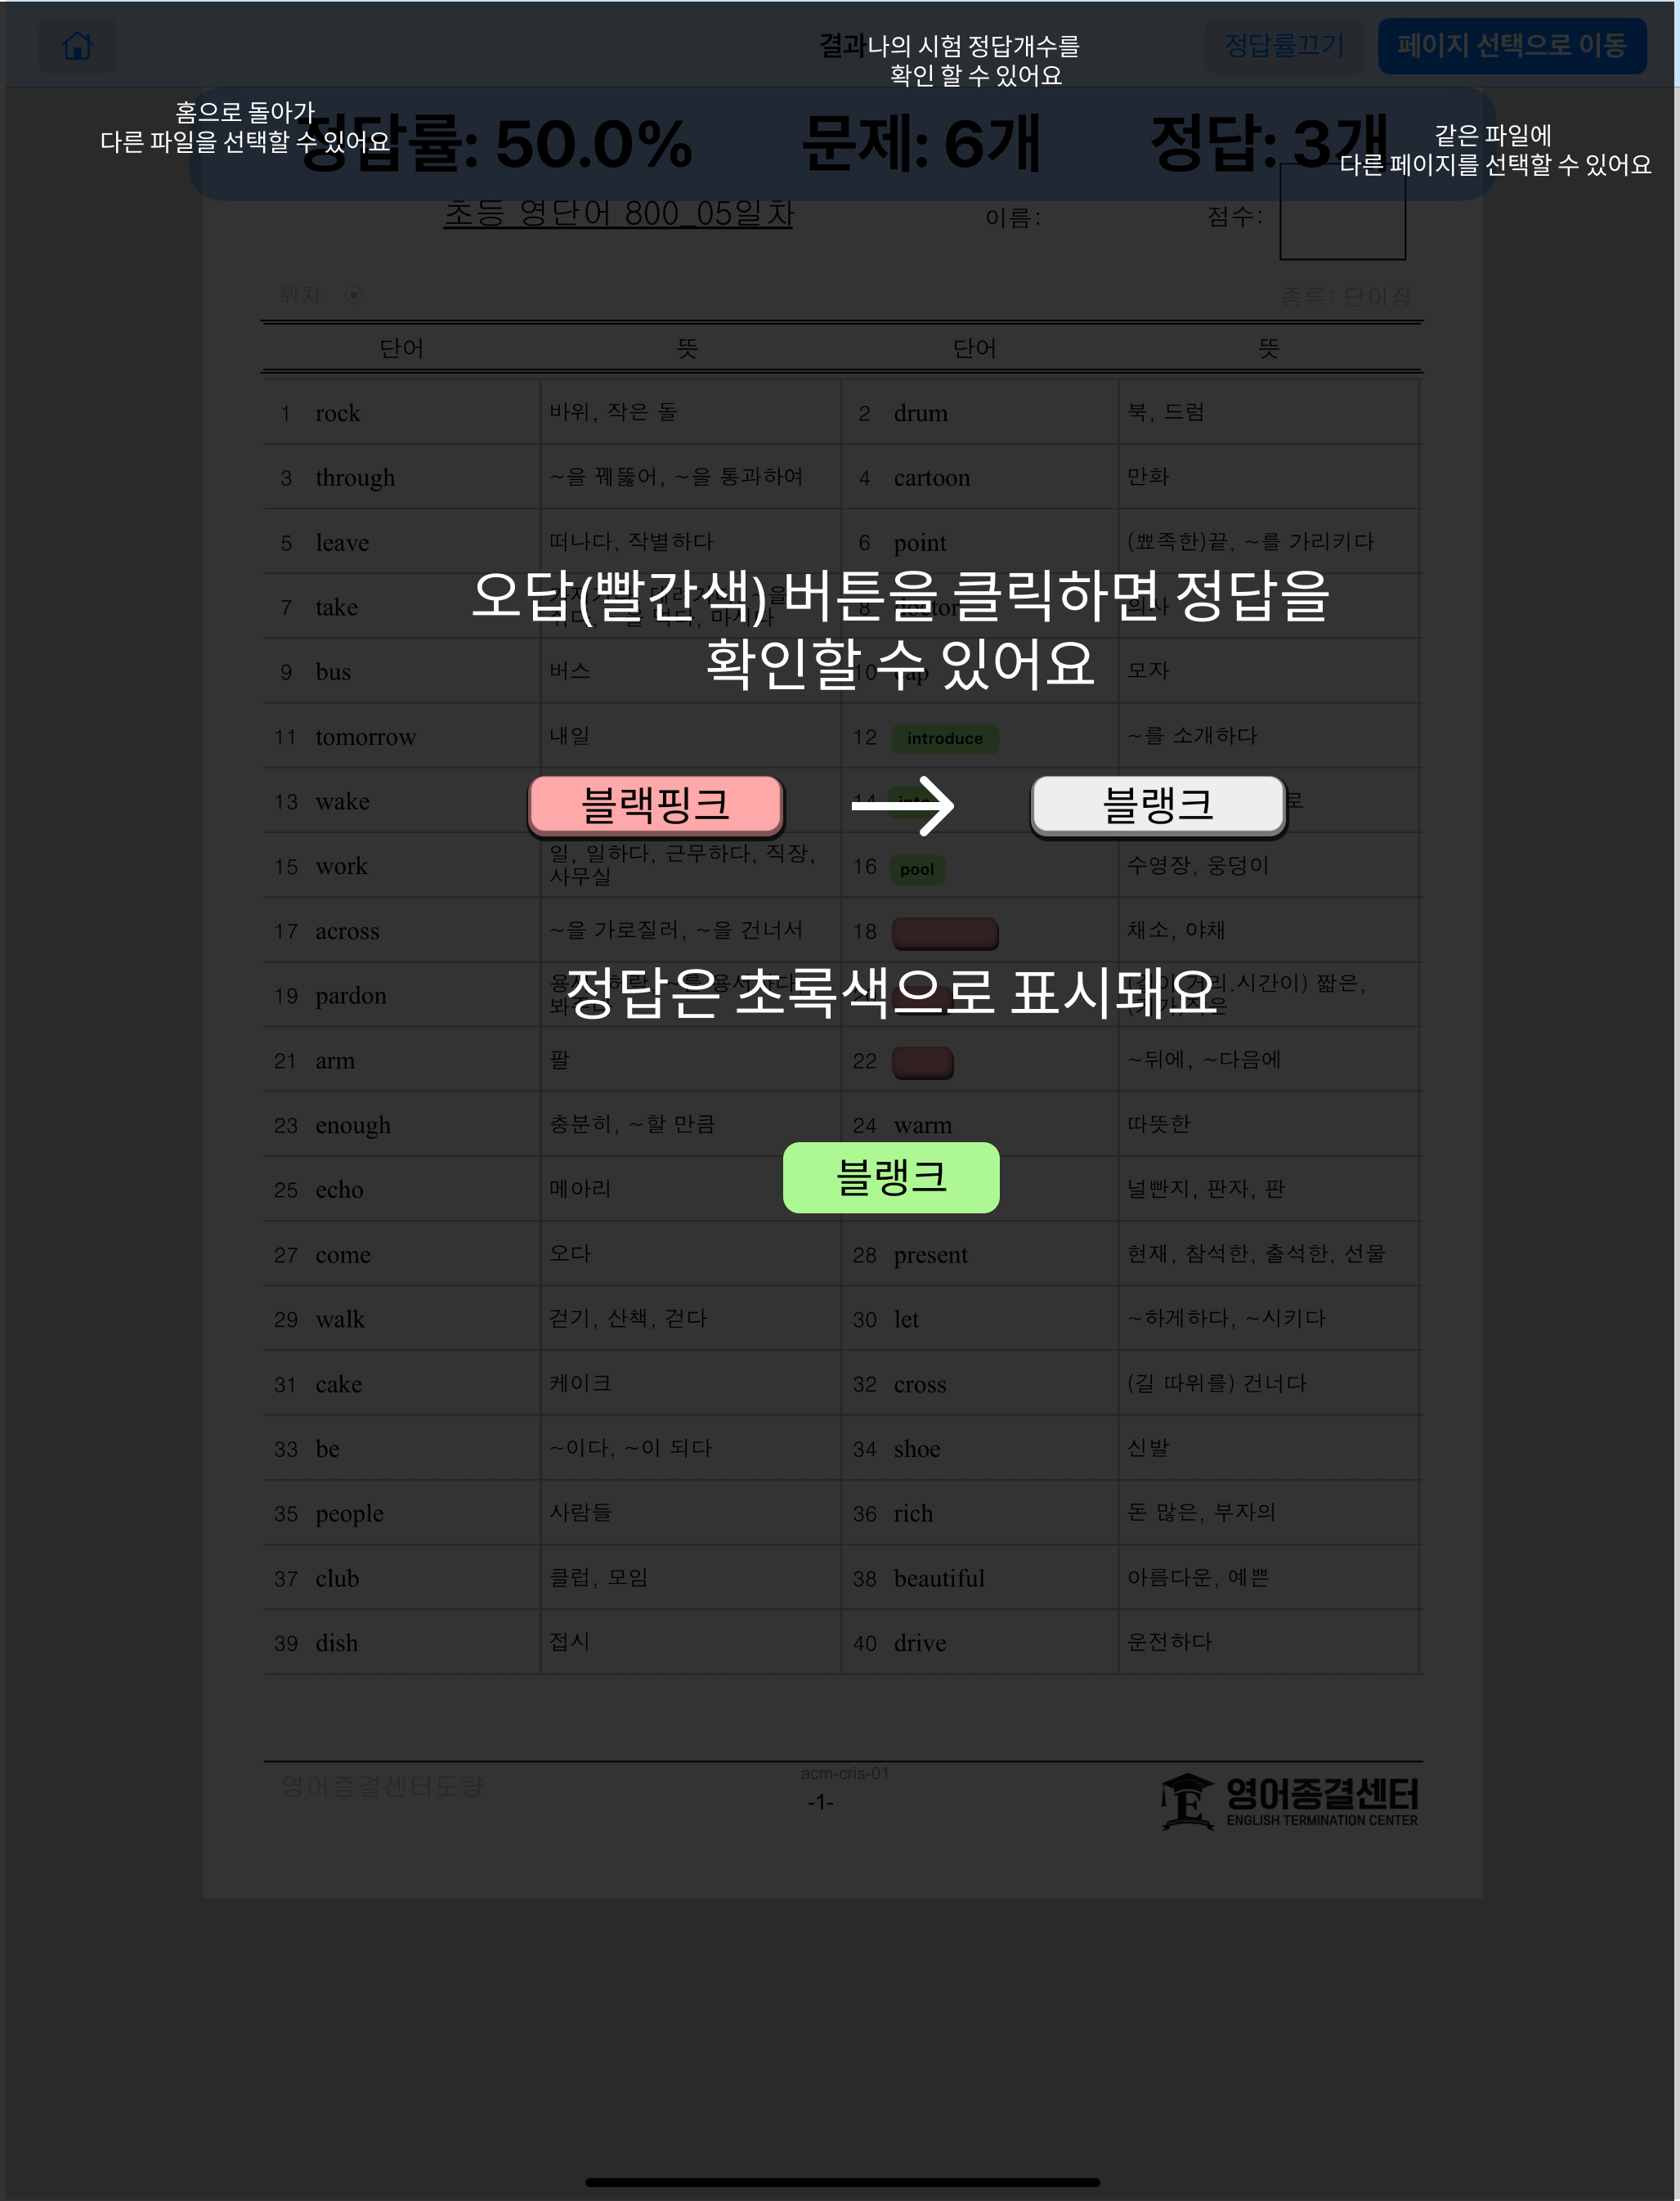 결과
나의 시험 정답개수를
확인 할 수 있어요
정답률끄기
페이지 선택으로 이동
홈으로 돌아가
다른 파일을 선택할 수 있어요
정답률: 50.0%
문제: 6개
정답: 3개
같은 파일에
다른 페이지를 선택할 수 있어요
초등 영단어 800_05일차
이름:
점수:
위치:
종류: 단어장
단어 뜻 단어 뜻
1 rock 바위, 작은 돌 2 drum 북, 드럼
3 through ~을 꿰뚫어, ~을 통과하여 4 cartoon 만화
5 leave 떠나다, 작별하다 6 point (뾰족한)끝, ~를 가리키다
오답(빨간색) 버튼을 클릭하면 정답을
확인할 수 있어요
7 take 8 doctor 의사
9 bus 버스 10 cap 모자
11 tomorrow 내일 12 introduce ~를 소개하다
13 wake 14
블랙핑크 → 블랭크
15 work 일, 일하다, 근무하다, 직장,
사무실
16 pool 수영장, 웅덩이
17 across ~을 가로질러, ~을 건너서 18 채소, 야채
정답은 초록색으로 표시돼요
19 pardon 짧은,
21 arm 팔 22 ~뒤에, ~다음에
23 enough 충분히, ~할 만큼 24 warm 따뜻한
블랭크
25 echo 메아리 널빤지, 판자, 판
27 come 오다 28 present 현재, 참석한, 출석한, 선물
29 walk 걷기, 산책, 걷다 30 let ~하게하다, ~시키다
31 cake 케이크 32 cross (길 따위를) 건너다
33 be ~이다, ~이 되다 34 shoe 신발
35 people 사람들 36 rich 돈 많은, 부자의
37 club 클럽, 모임 38 beautiful 아름다운, 예쁜
39 dish 접시 40 drive 운전하다
영어종결센터도량
acm-cris-01
-1-
영어종결센터
ENGLISH TERMINATION CENTER